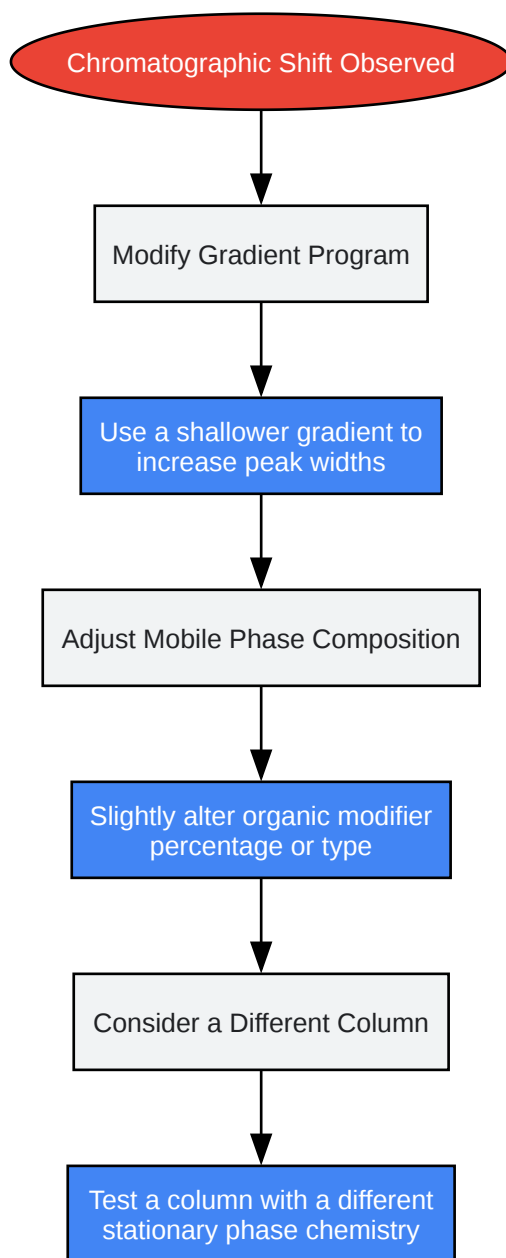 Chromatographic Shift Observed
Modify Gradient Program
Use a shallower gradient to
increase peak widths
Adjust Mobile Phase Composition
Slightly alter organic modifier
percentage or type
Consider a Different Column
Test a column with a different
stationary phase chemistry